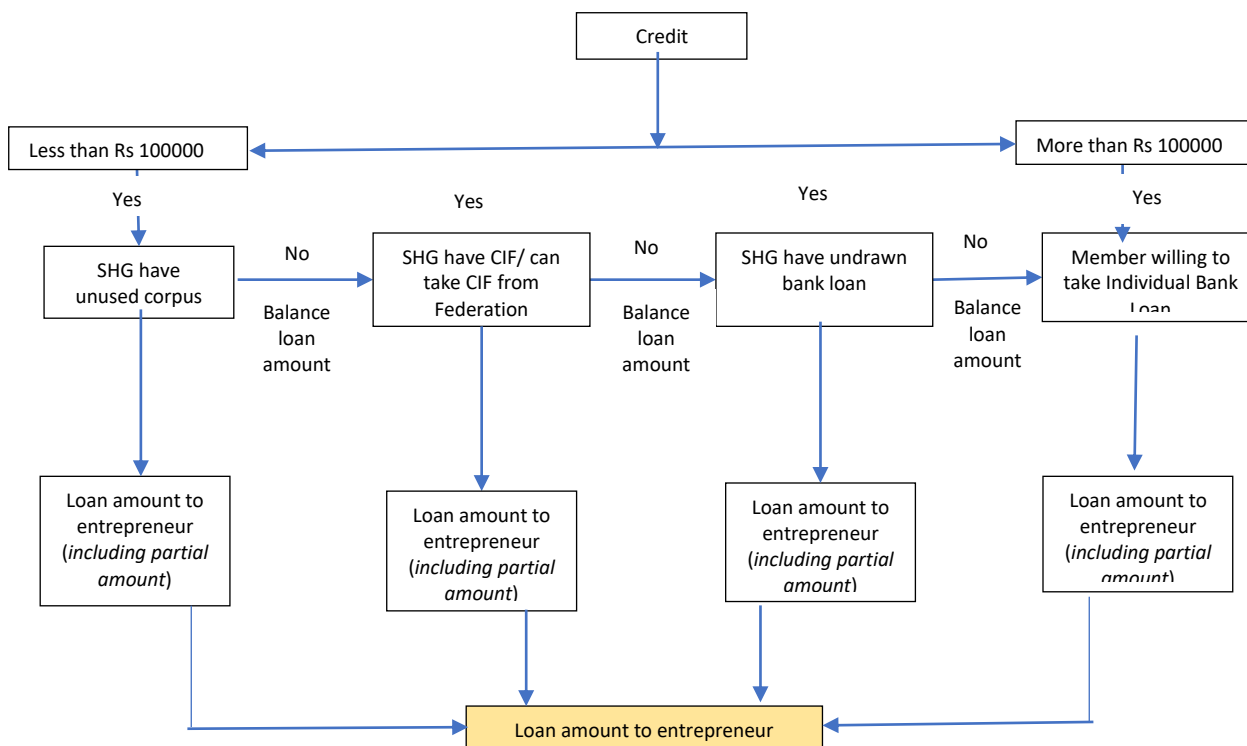 Credit
Less than Rs 100000
More than Rs 100000
Yes
Yes
Yes
Yes
SHG have
unused corpus
No
Balance
loan
amount
SHG have CIF/ can
take CIF from
Federation
No
Balance
loan
amount
SHG have undrawn
bank loan
No
Balance
loan
amount
Member willing to
take Individual Bank
Loan
Loan amount to
entrepreneur
(including partial
amount)
Loan amount to
entrepreneur
(including partial
amount)
Loan amount to
entrepreneur
(including partial
amount)
Loan amount to
entrepreneur
(including partial
amount)
Loan amount to entrepreneur